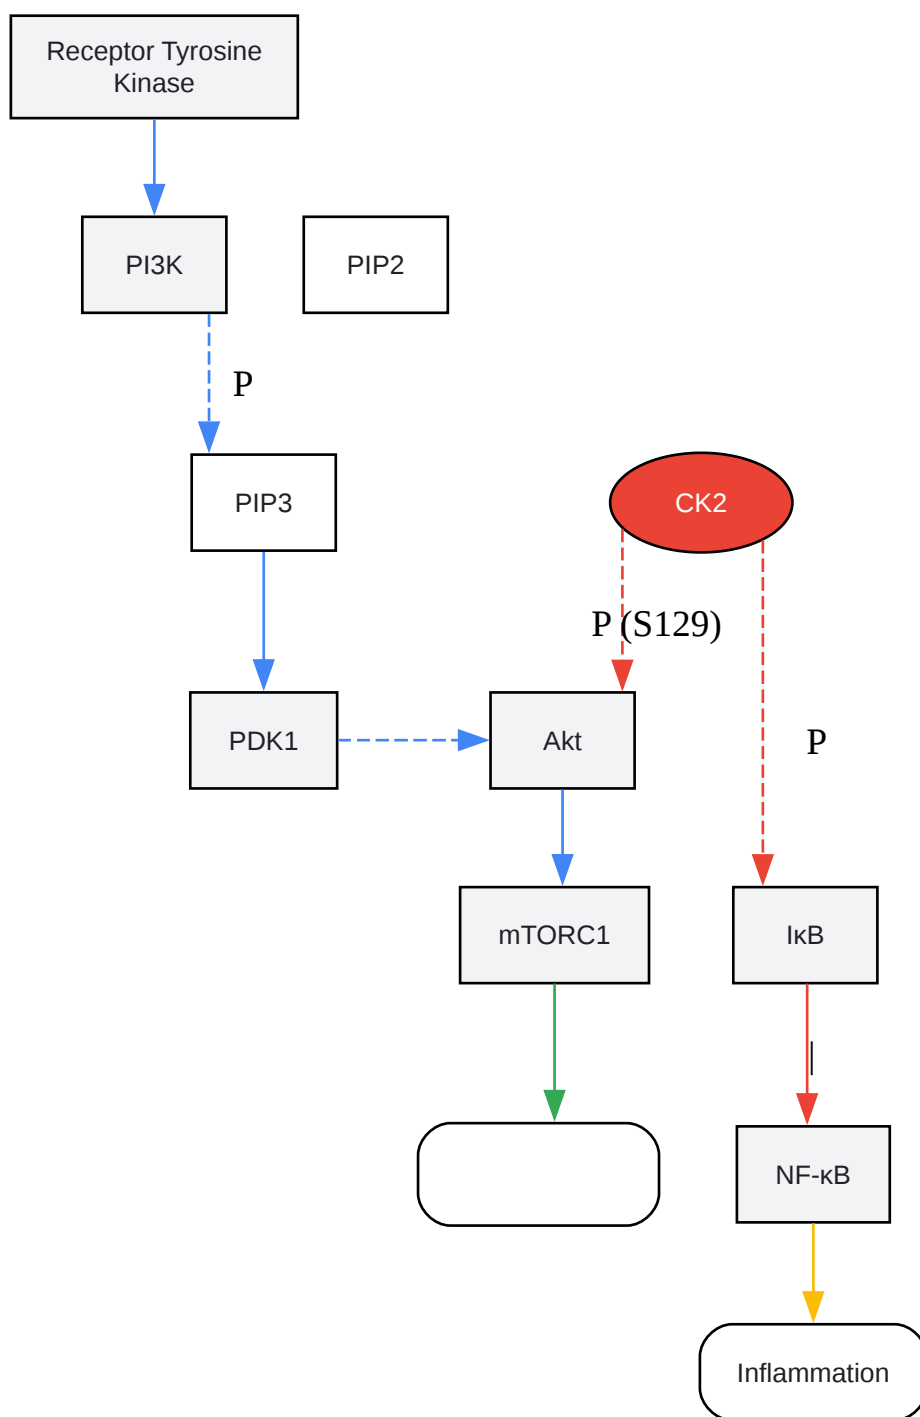 Receptor Tyrosine
Kinase
PI3K
PIP2
P
PIP3
CK2
P (S129)
PDK1
Akt
P
mTORC1
IκB
|
NF-κB
Inflammation